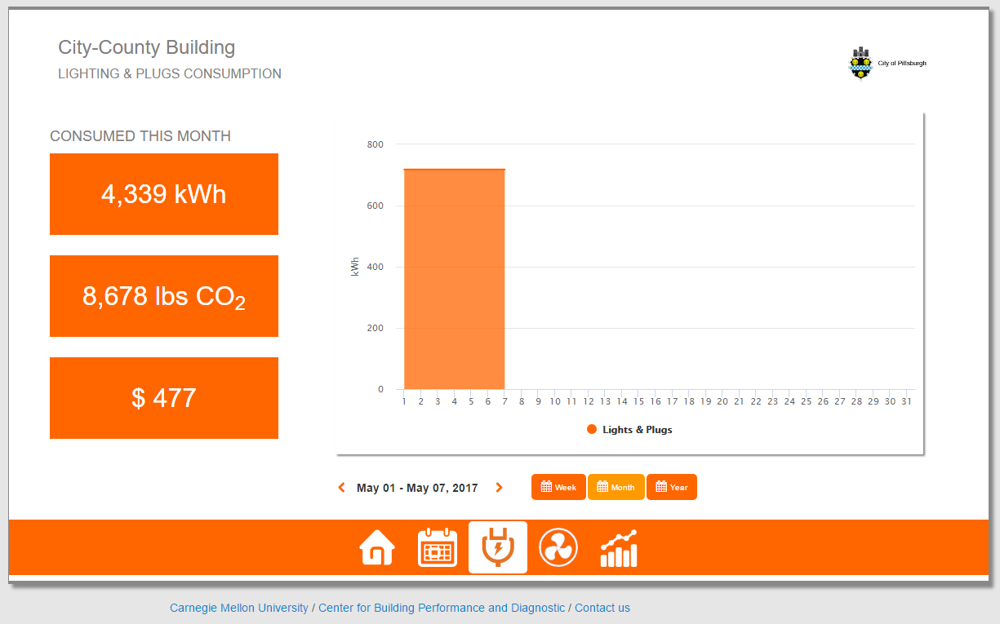 City-County Building
LIGHTING & PLUGS CONSUMPTION
City of Pittsburgh
CONSUMED THIS MONTH
4,339 kWh
8,678 lbs CO₂
$ 477
800
600
400
200
0
kWh
1 2 3 4 5 6 7 8 9 10 11 12 13 14 15 16 17 18 19 20 21 22 23 24 25 26 27 28 29 30 31
Lights & Plugs
May 01 - May 07, 2017
Week Month Year
Carnegie Mellon University / Center for Building Performance and Diagnostic / Contact us